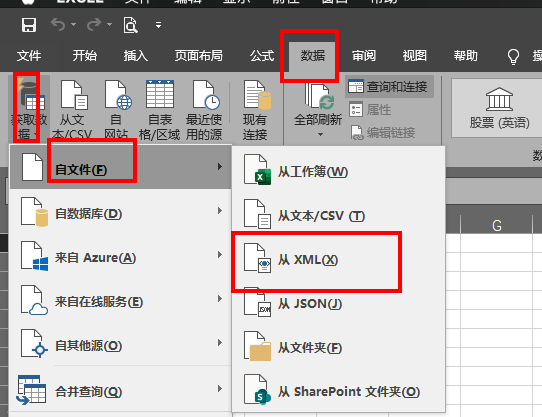 文件 开始 插入 页面布局 公式 数据 审阅 视图 帮助
获取数据
从文本/CSV
自网站
自表格/区域
最近使用的源
现有连接
全部刷新
查询和连接
属性
编辑链接
股票 (英语)
自文件(F)
自数据库(D)
来自 Azure(A)
来自在线服务(E)
自其他源(O)
合并查询(Q)
从工作簿(W)
从文本/CSV (T)
从 XML(X)
从 JSON(J)
从文件夹(F)
从 SharePoint 文件夹(O)
G